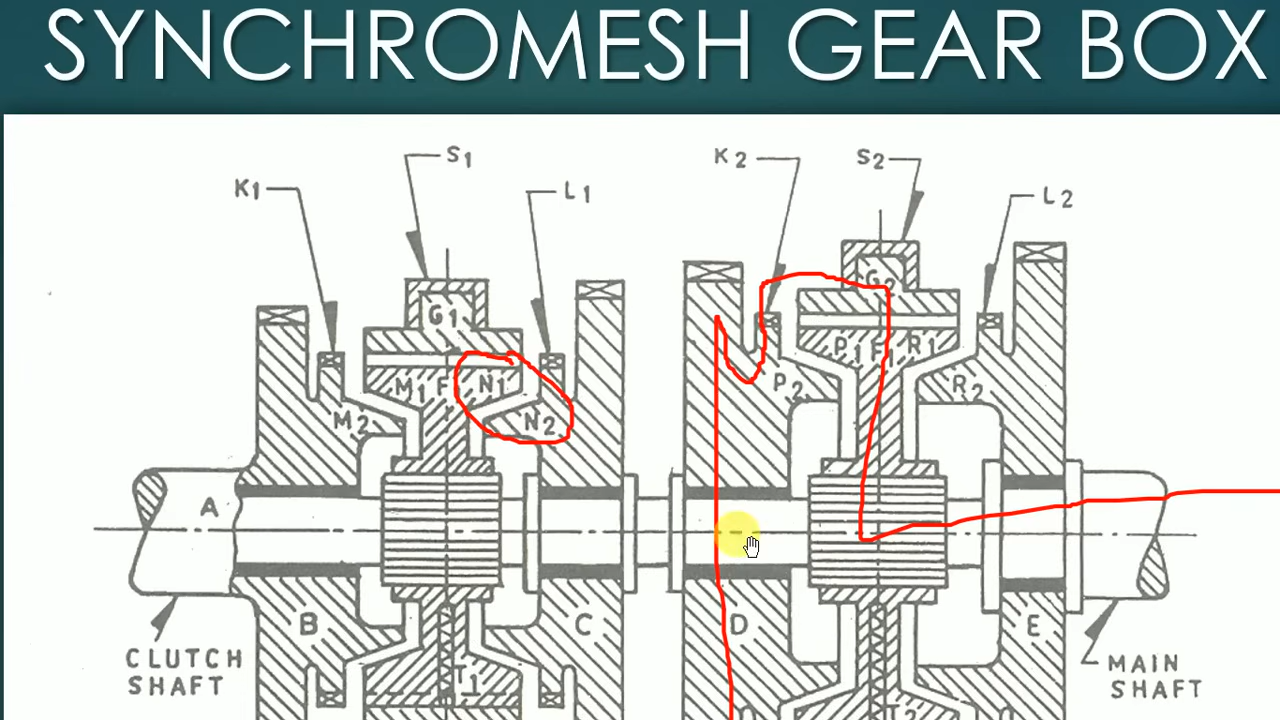 SYNCHROMESH GEAR BOX
S1 K2 S2
K1 L1 L2
G2
G1
P1 F1 R1
M1 F N1 P2 R2
M2 N2
A
B C D E
CLUTCH SHAFT
MAIN SHAFT
T1
T2